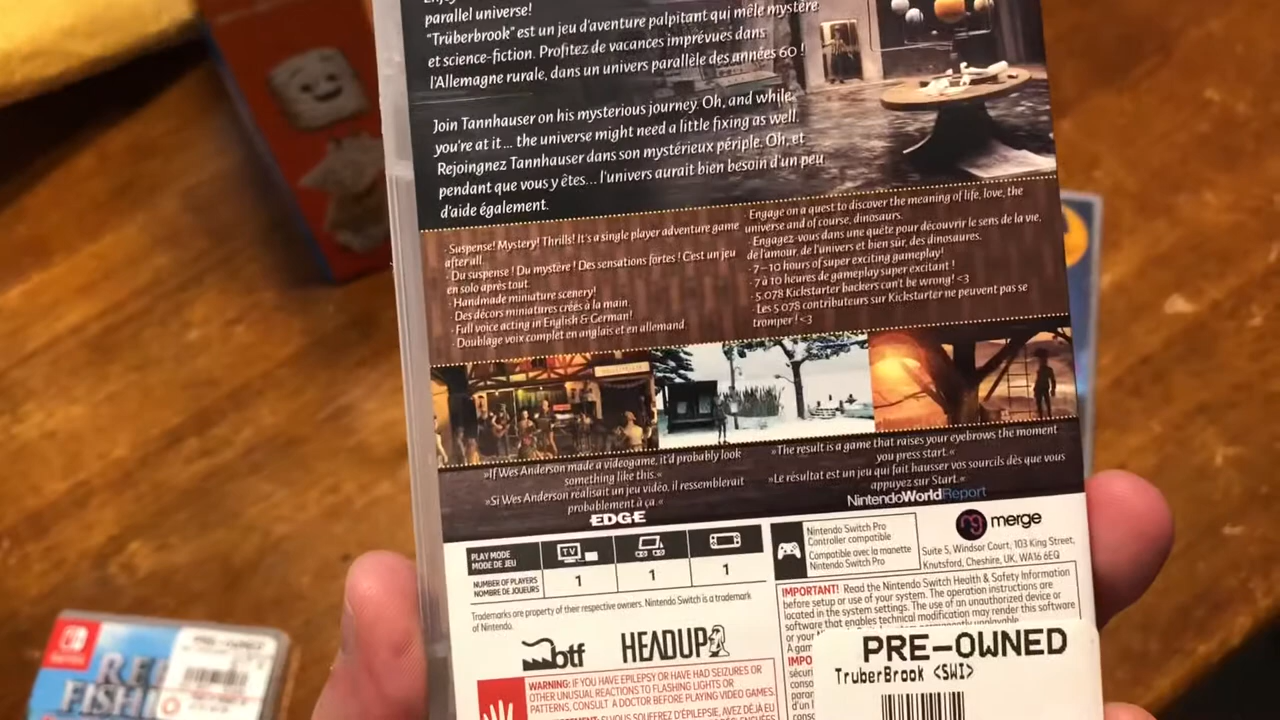 Enjoy
parallel universe!
"Trüberbrook" est un jeu d'aventure palpitant qui mêle mystère
et science-fiction. Profitez de vacances imprévues dans
l'Allemagne rurale, dans un univers parallèle des années 60 !
Join Tannhauser on his mysterious journey. Oh, and while
you're at it... the universe might need a little fixing as well.
Rejoingnez Tannhauser dans son mystérieux périple. Oh, et
pendant que vous y êtes... l'univers aurait bien besoin d'un peu
d'aide également.
· Suspense! Mystery! Thrills! It's a single player adventure game
after all.
· Du suspense ! Du mystère ! Des sensations fortes ! C'est un jeu
en solo après tout.
· Handmade miniature scenery!
· Des décors miniatures créés à la main.
· Full voice acting in English & German!
· Doublage voix complet en anglais et en allemand.
· Engage on a quest to discover the meaning of life, love, the
universe and of course, dinosaurs.
· Engagez-vous dans une quête pour découvrir le sens de la vie,
de l'amour, de l'univers et bien sûr, des dinosaures.
· 7–10 hours of super exciting gameplay!
· 7 à 10 heures de gameplay super excitant !
· 5.078 Kickstarter backers can't be wrong! <3
· Les 5.078 contributeurs sur Kickstarter ne peuvent pas se
tromper ! <3
»If Wes Anderson made a videogame, it'd probably look
something like this.«
»Si Wes Anderson réalisait un jeu vidéo, il ressemblerait
probablement à ça.«
EDGE
»The result is a game that raises your eyebrows the moment
you press start.«
»Le résultat est un jeu qui fait hausser vos sourcils dès que vous
appuyez sur Start.«
NintendoWorldReport
PLAY MODE
MODE DE JEU
TV
NUMBER OF PLAYERS
NOMBRE DE JOUEURS
1 1 1
Nintendo Switch Pro
Controller compatible
Compatible avec la manette
Nintendo Switch Pro
merge
Suite 5, Windsor Court, 103 King Street,
Knutsford, Cheshire, UK, WA16 6EQ
Trademarks are property of their respective owners. Nintendo Switch is a trademark
of Nintendo.
btf
HEADUP
WARNING: IF YOU HAVE EPILEPSY OR HAVE HAD SEIZURES OR
OTHER UNUSUAL REACTIONS TO FLASHING LIGHTS OR
PATTERNS, CONSULT A DOCTOR BEFORE PLAYING VIDEO GAMES.
SI VOUS SOUFFREZ D'ÉPILEPSIE, AVEZ DÉJÀ EU
IMPORTANT! Read the Nintendo Switch Health & Safety Information
before setup or use of your system. The operation instructions are
located in the system settings. The use of an unauthorized device or
software that enables technical modification may render this software
or your
A gam
IMPO
sécuri
conso
param
PRE-OWNED
TruberBrook <SWI>